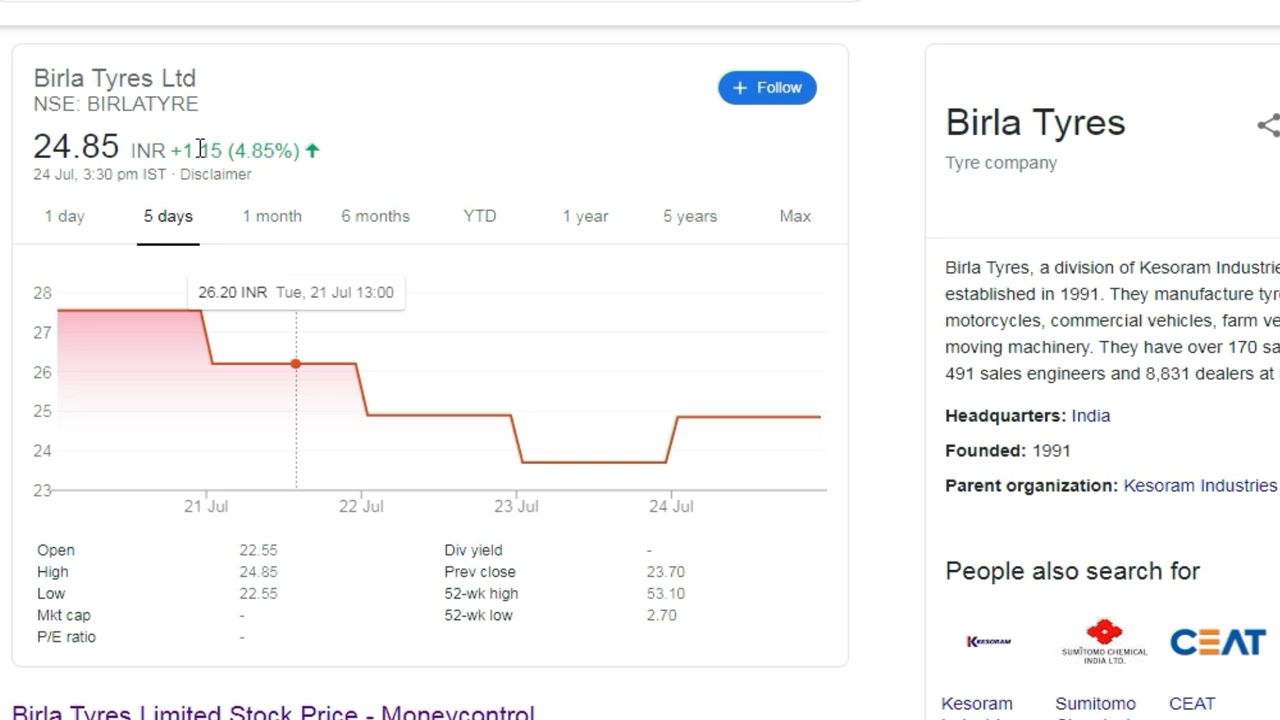 Birla Tyres Ltd
NSE: BIRLATYRE
+ Follow
24.85 INR +1.15 (4.85%) ↑
24 Jul, 3:30 pm IST · Disclaimer
1 day 5 days 1 month 6 months YTD 1 year 5 years Max
26.20 INR Tue, 21 Jul 13:00
28
27
26
25
24
23
21 Jul 22 Jul 23 Jul 24 Jul
Open 22.55 Div yield -
High 24.85 Prev close 23.70
Low 22.55 52-wk high 53.10
Mkt cap - 52-wk low 2.70
P/E ratio -
Birla Tyres Limited Stock Price - Moneycontrol
Birla Tyres
Tyre company
Birla Tyres, a division of Kesoram
established in 1991. They manufacture
motorcycles, commercial vehicles, farm
moving machinery. They have over 170
491 sales engineers and 8,831 dealers at
Headquarters: India
Founded: 1991
Parent organization: Kesoram Industries
People also search for
KESORAM
SUMITOMO CHEMICAL
INDIA LTD.
CEAT
Kesoram Sumitomo CEAT